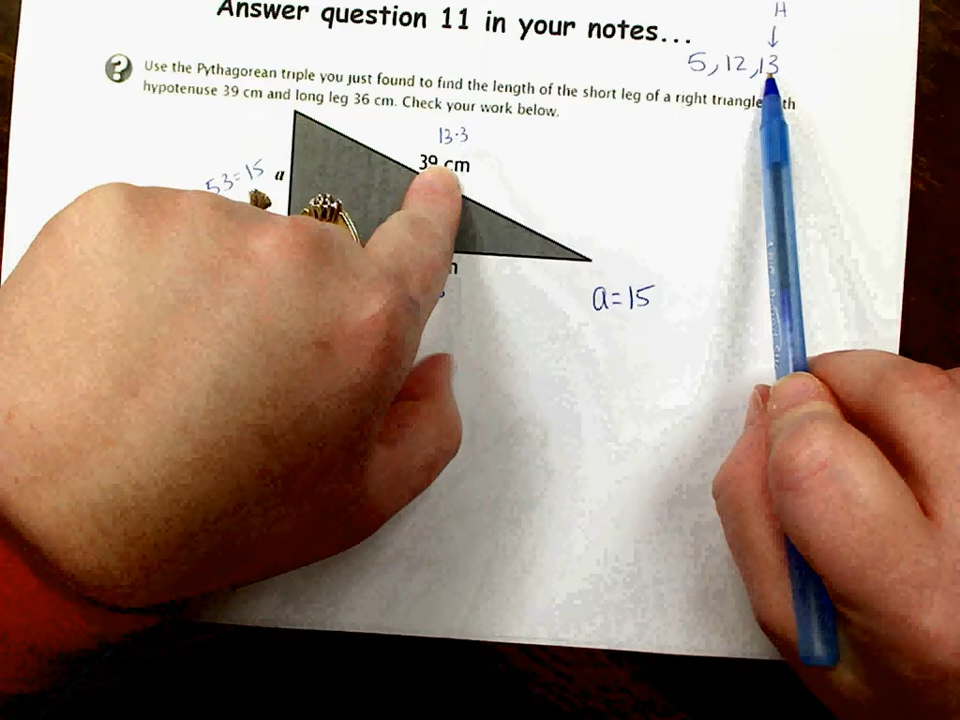 Answer question 11 in your notes...
H
↓
5, 12, 13
? Use the Pythagorean triple you just found to find the length of the short leg of a right triangle
hypotenuse 39 cm and long leg 36 cm. Check your work below.
13·3
39 cm
5·3=15 a
a=15